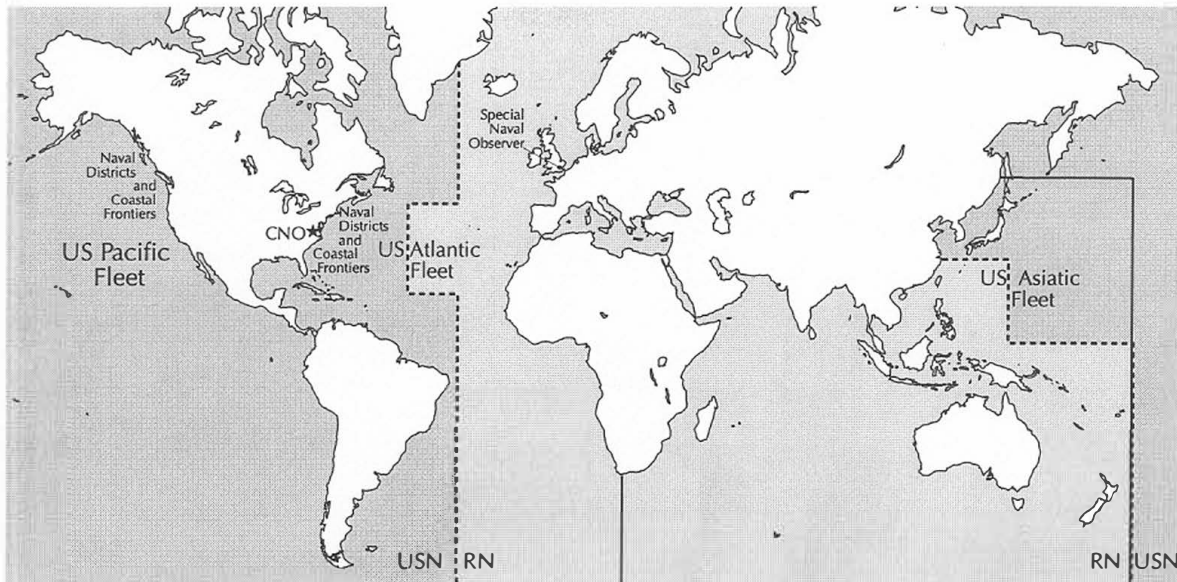 Special
Naval
Observer
Naval
Districts
and
Coastal
Frontiers
CNO
Naval
Districts
and
Coastal
Frontiers
US Pacific
Fleet
US Atlantic
Fleet
US Asiatic
Fleet
USN
RN
RN
USN